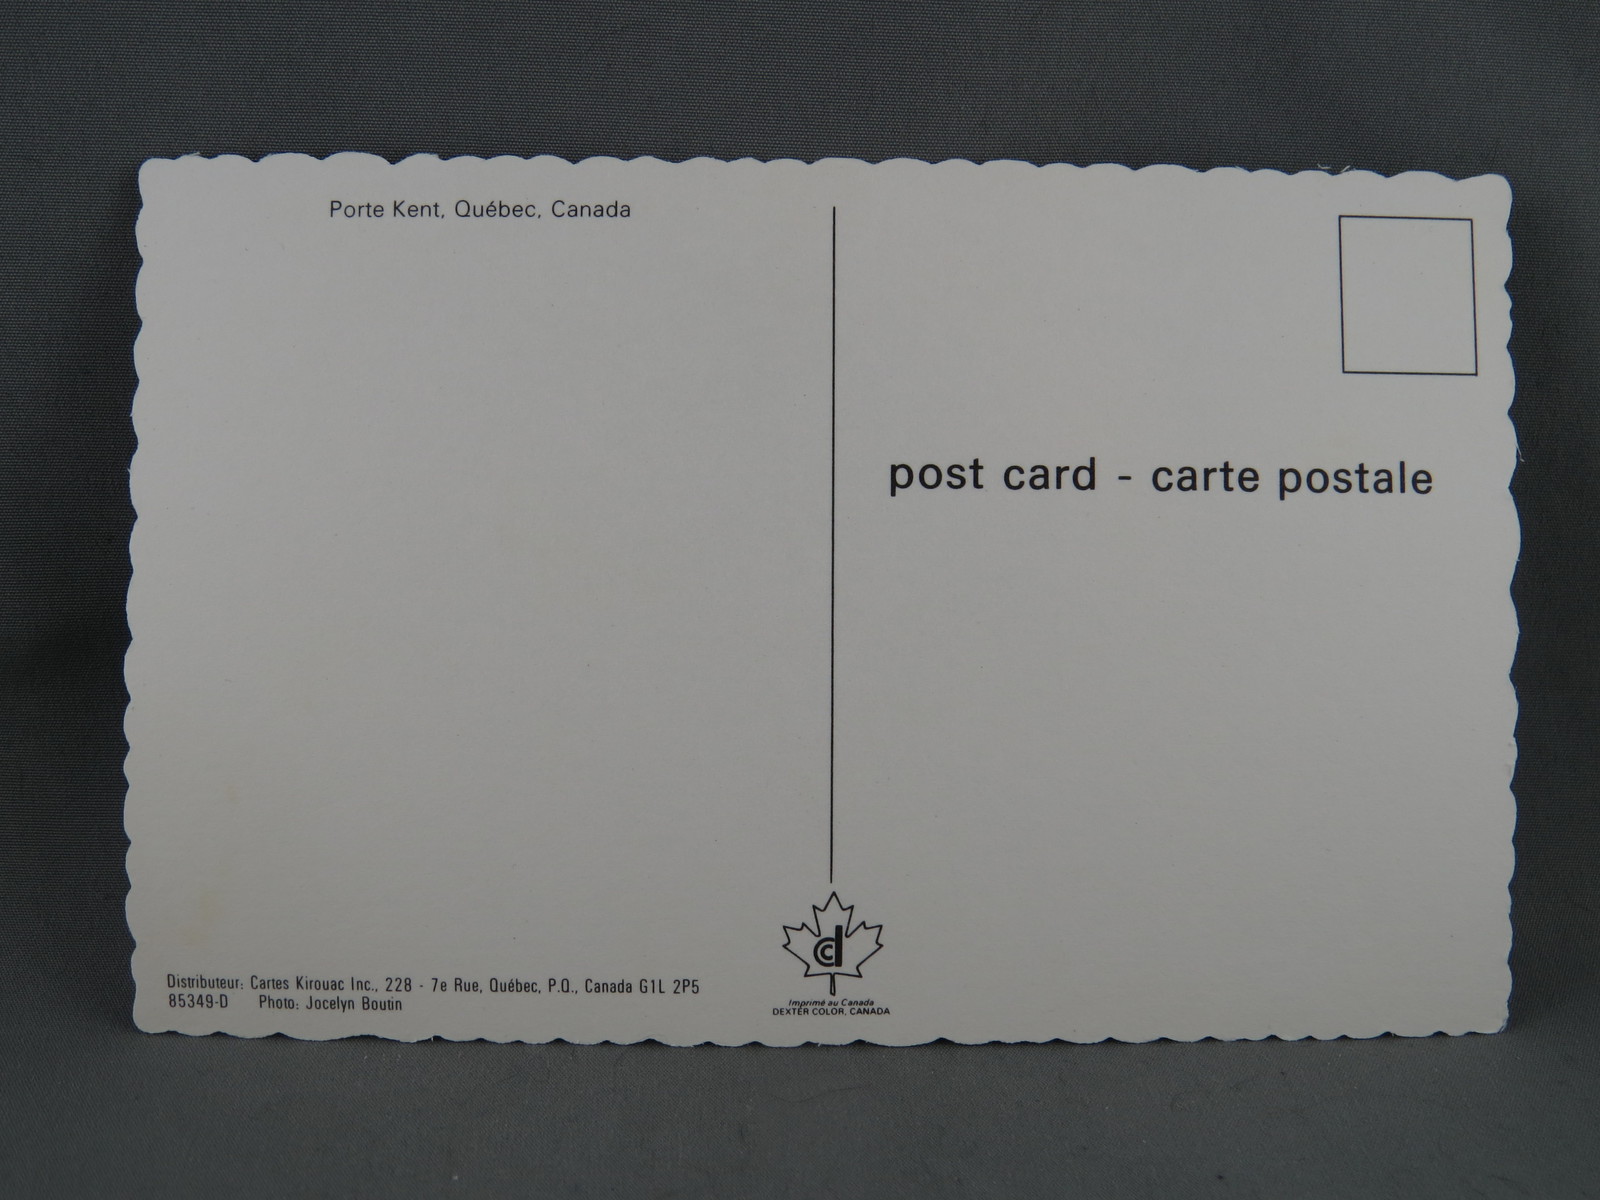 Porte Kent, Québec, Canada
post card - carte postale
Distributeur: Cartes Kirouac Inc., 228 - 7e Rue, Québec, P.Q., Canada G1L 2P5
85349-D Photo: Jocelyn Boutin
cd
Imprimé au Canada
DEXTER COLOR, CANADA